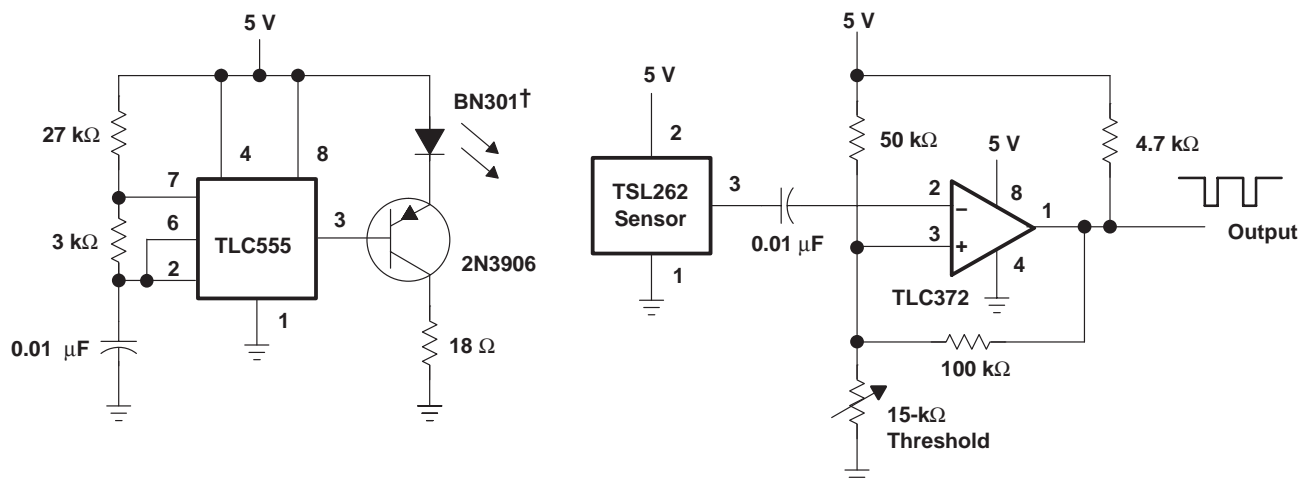 5 V
BN301†
27 kΩ
4
8
7
6
3 kΩ
2
TLC555
3
2N3906
1
0.01 μF
18 Ω
5 V
5 V
2
50 kΩ
4.7 kΩ
5 V
TSL262
Sensor
3
2
8
1
3
4
0.01 μF
Output
1
TLC372
100 kΩ
15-kΩ
Threshold